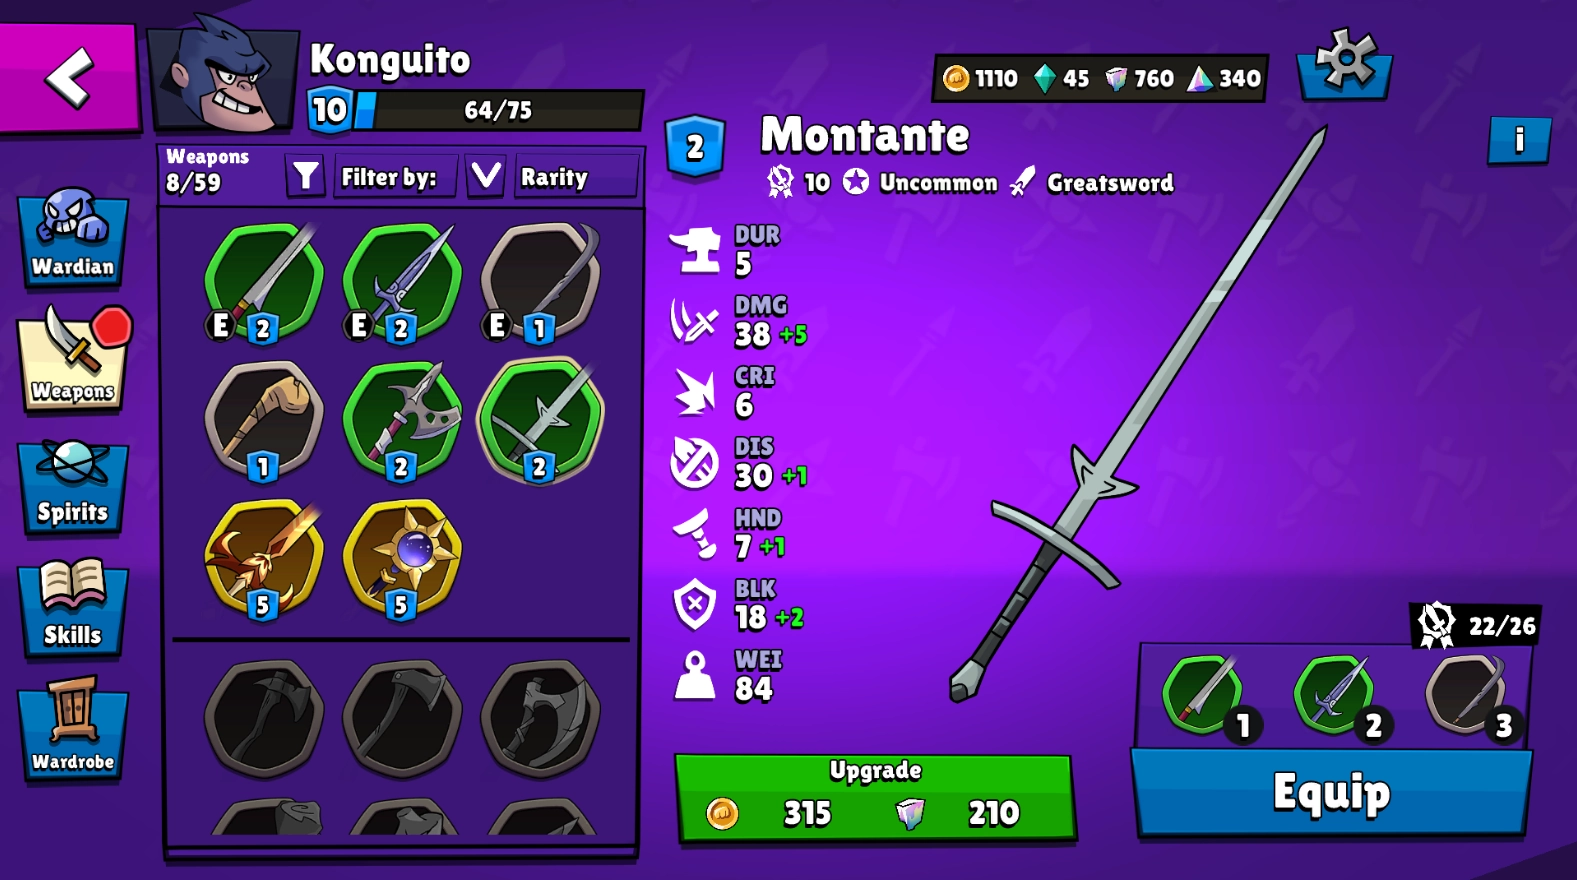 Konguito
10 64/75
1110 45 760 340
Weapons
8/59
Filter by:
Rarity
Wardian
Weapons
Spirits
Skills
Wardrobe
E 2 E 2 E 1
1 2 2
5 5
2 Montante
10 Uncommon Greatsword
i
DUR
5
DMG
38 +5
CRI
6
DIS
30 +1
HND
7 +1
BLK
18 +2
WEI
84
Upgrade
315 210
22/26
1 2 3
Equip